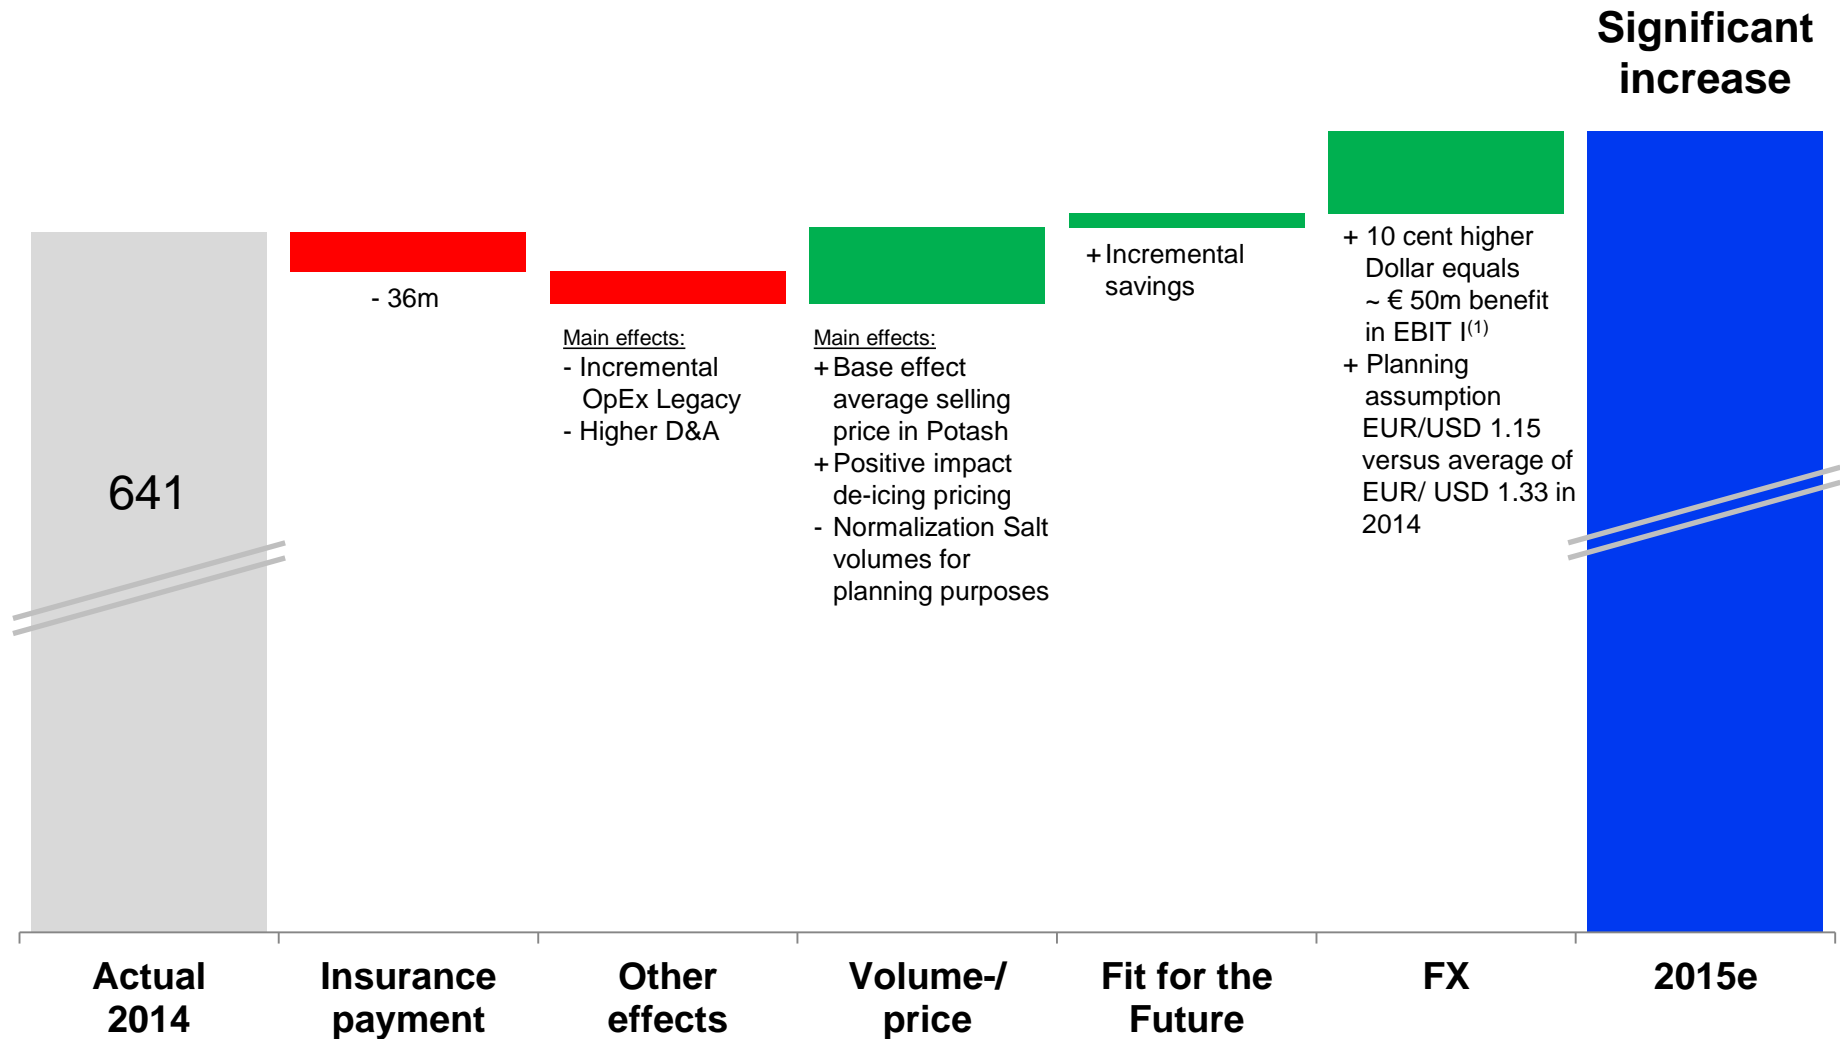 Significant
increase
641
- 36m
Main effects:
- Incremental
OpEx Legacy
- Higher D&A
Main effects:
+ Base effect
average selling
price in Potash
+ Positive impact
de-icing pricing
- Normalization Salt
volumes for
planning purposes
+ Incremental
savings
+ 10 cent higher
Dollar equals
~ € 50m benefit
in EBIT I(1)
+ Planning
assumption
EUR/USD 1.15
versus average of
EUR/ USD 1.33 in
2014
Actual
2014
Insurance
payment
Other
effects
Volume-/
price
Fit for the
Future
FX
2015e